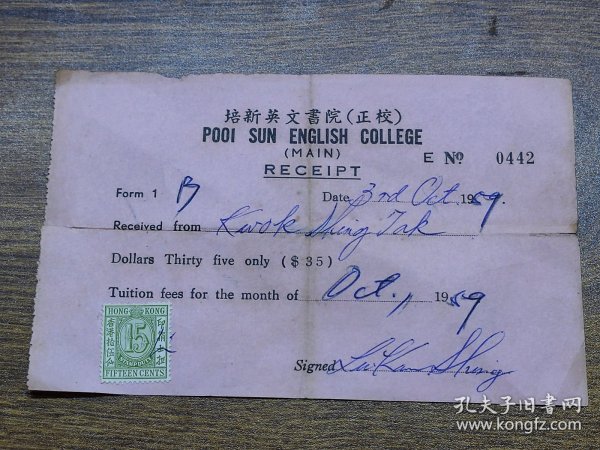 培新英文書院(正校)
POOI SUN ENGLISH COLLEGE
(MAIN)
E No 0442
RECEIPT
Form 1 B Date 3rd Oct. 1959.
Received from Kwok Shing Tak
Dollars Thirty five only ($35)
Tuition fees for the month of Oct., 1959
HONG KONG
15
FIFTEEN CENTS
Signed
孔夫子旧书网
www.kongfz.com